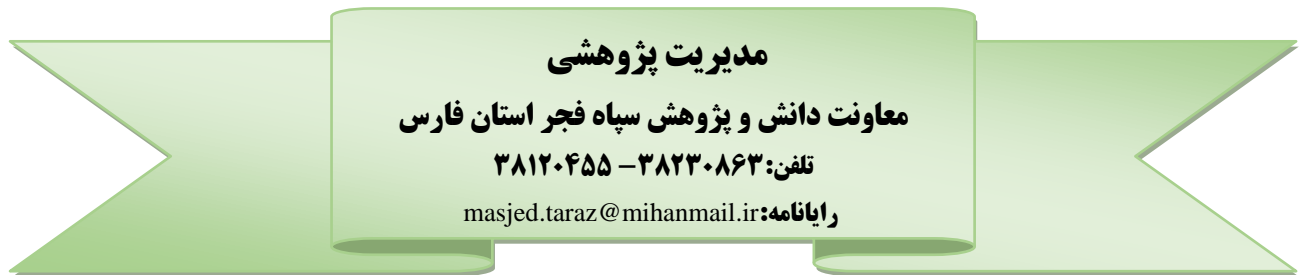 مدیریت پژوهشی
معاونت دانش و پژوهش سپاه فجر استان فارس
تلفن:۳۸۲۳۰۸۶۳- ۳۸۱۲۰۴۵۵
رایانامه:masjed.taraz@mihanmail.ir